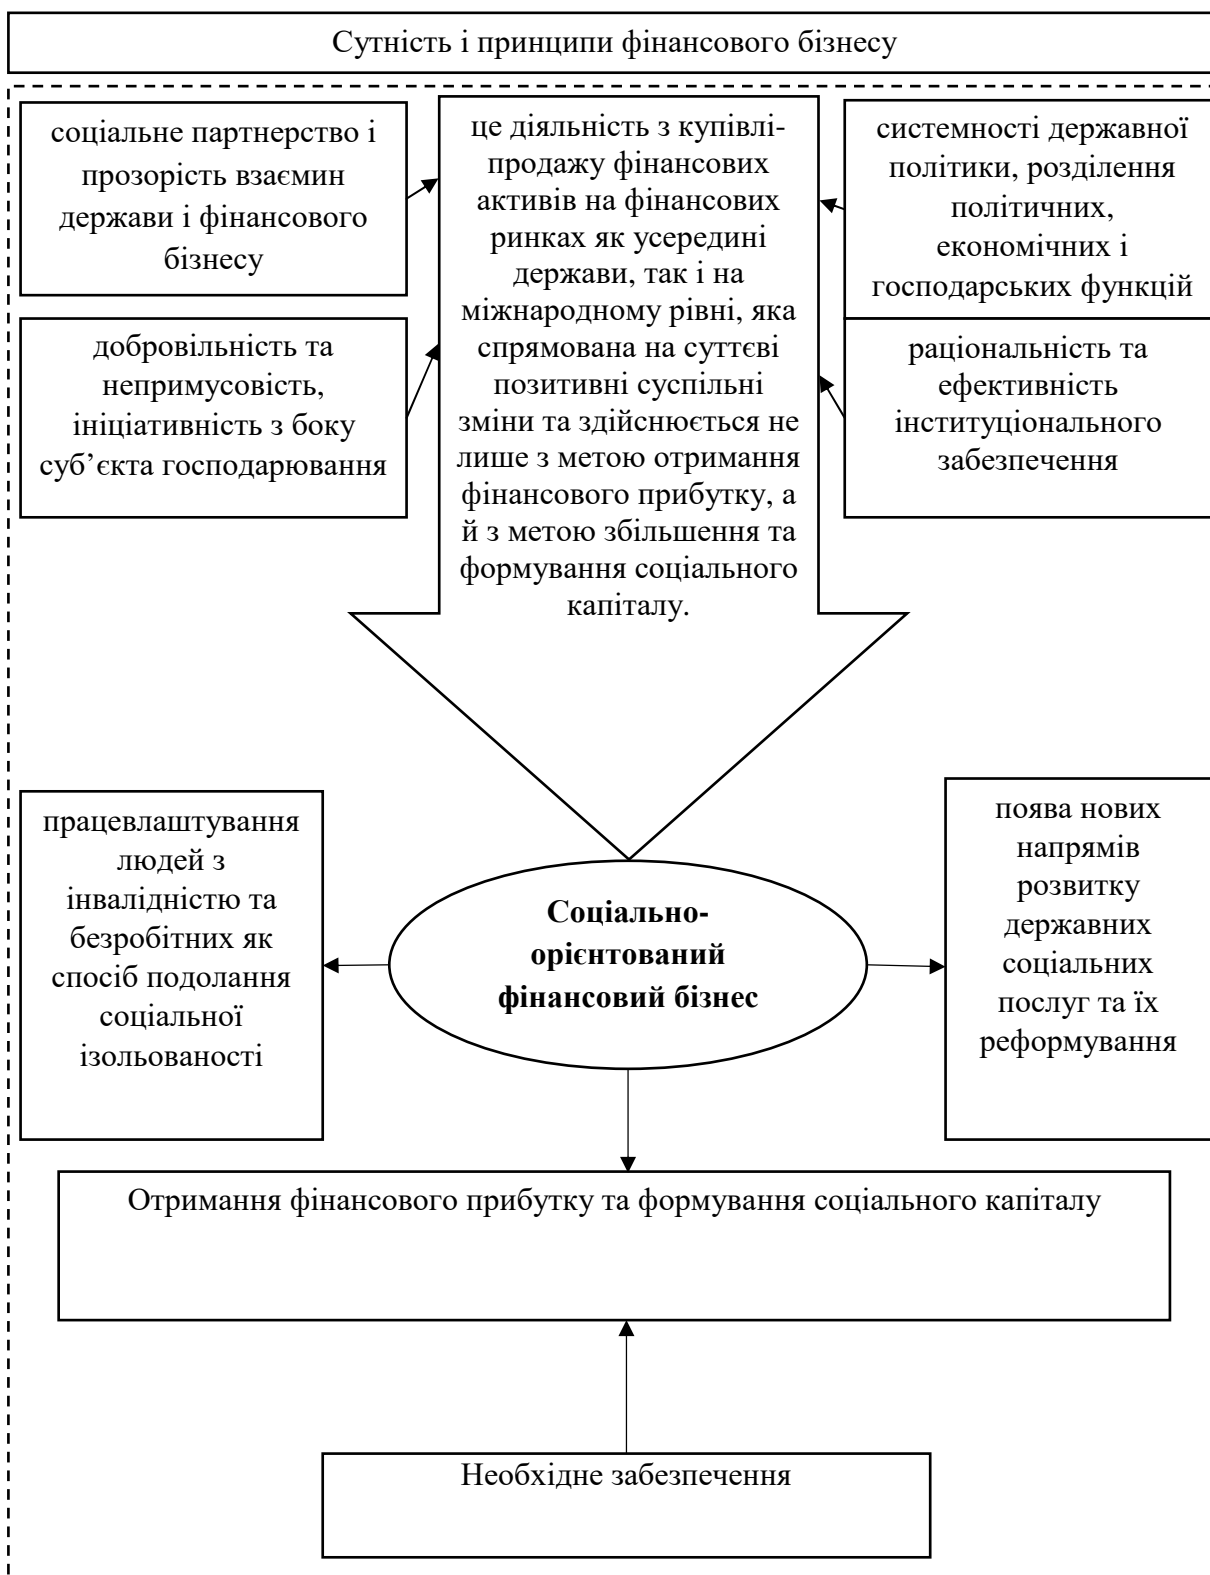 Сутність і принципи фінансового бізнесу
соціальне партнерство і
прозорість взаємин
держави і фінансового
бізнесу
добровільність та
непримусовість,
ініціативність з боку
суб’єкта господарювання
це діяльність з купівлі-
продажу фінансових
активів на фінансових
ринках як усередині
держави, так і на
міжнародному рівні, яка
спрямована на суттєві
позитивні суспільні
зміни та здійснюється не
лише з метою отримання
фінансового прибутку, а
й з метою збільшення та
формування соціального
капіталу.
системності державної
політики, розділення
політичних,
економічних і
господарських функцій
раціональність та
ефективність
інституціонального
забезпечення
працевлаштування
людей з
інвалідністю та
безробітних як
спосіб подолання
соціальної
ізольованості
Соціально-
орієнтований
фінансовий бізнес
поява нових
напрямів
розвитку
державних
соціальних
послуг та їх
реформування
Отримання фінансового прибутку та формування соціального капіталу
Необхідне забезпечення